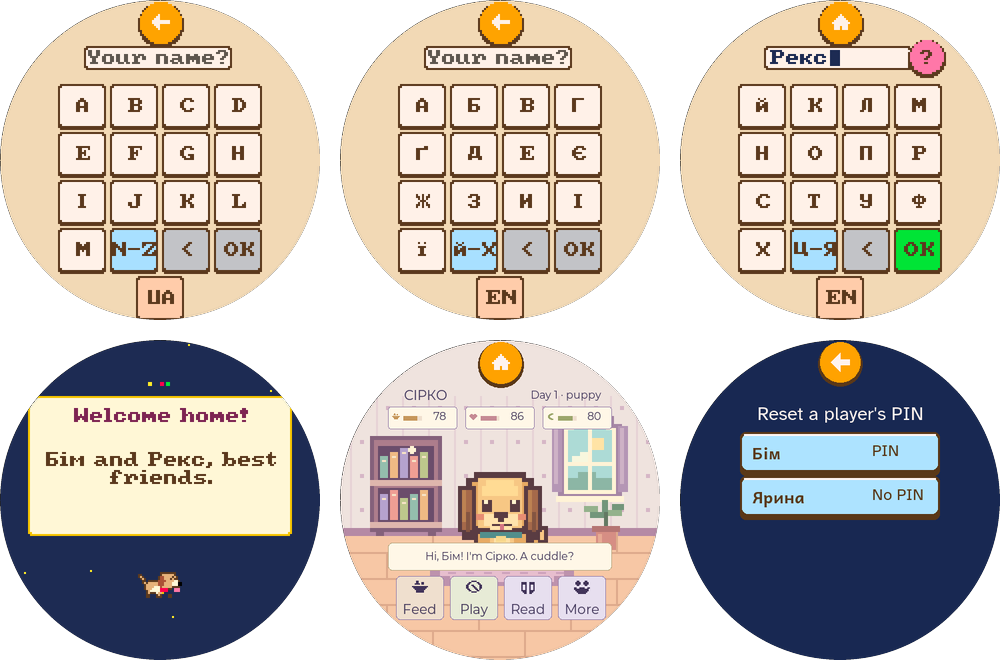 Your name?
A B C D
E F G H
I J K L
M N-Z < OK
UA
Your name?
А Б В Г
Ґ Д Е Є
Ж З И І
Ї Й-Х < OK
EN
Рекс
?
Й К Л М
Н О П Р
С Т У Ф
Х Ц-Я < OK
EN
Welcome home!
Бім and Рекс, best
friends.
СІРКО Day 1 · puppy
78 86 80
Hi, Бім! I'm Сірко. A cuddle?
Feed Play Read More
Reset a player's PIN
Бім PIN
Ярина No PIN